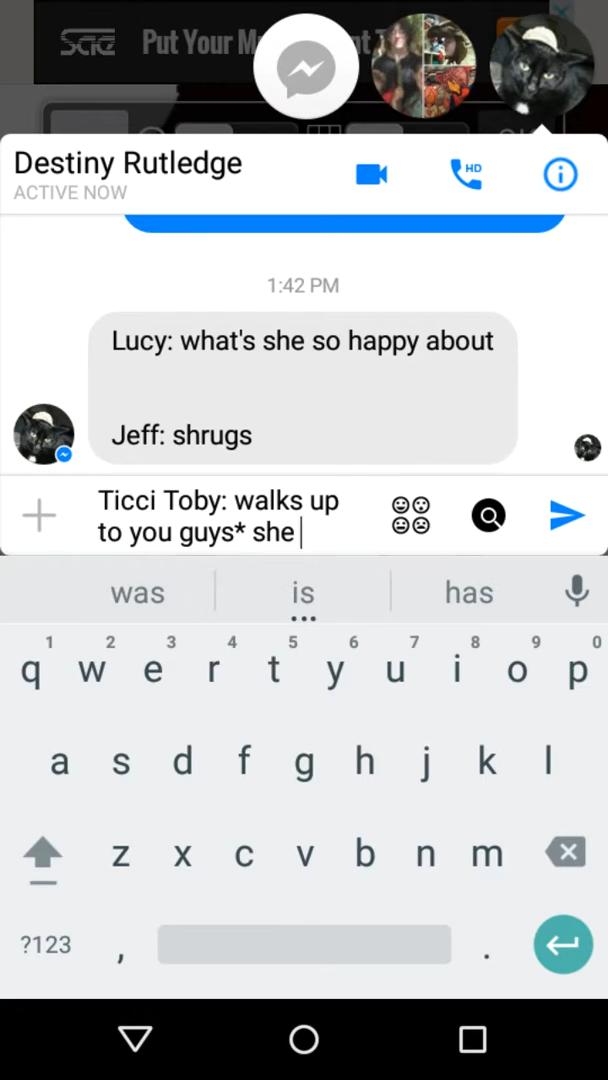 Put Your M nt T
Destiny Rutledge
ACTIVE NOW
HD
1:42 PM
Lucy: what's she so happy about
Jeff: shrugs
Ticci Toby: walks up
to you guys* she
was is has
1 2 3 4 5 6 7 8 9 0
q w e r t y u i o p
a s d f g h j k l
z x c v b n m
?123 , .